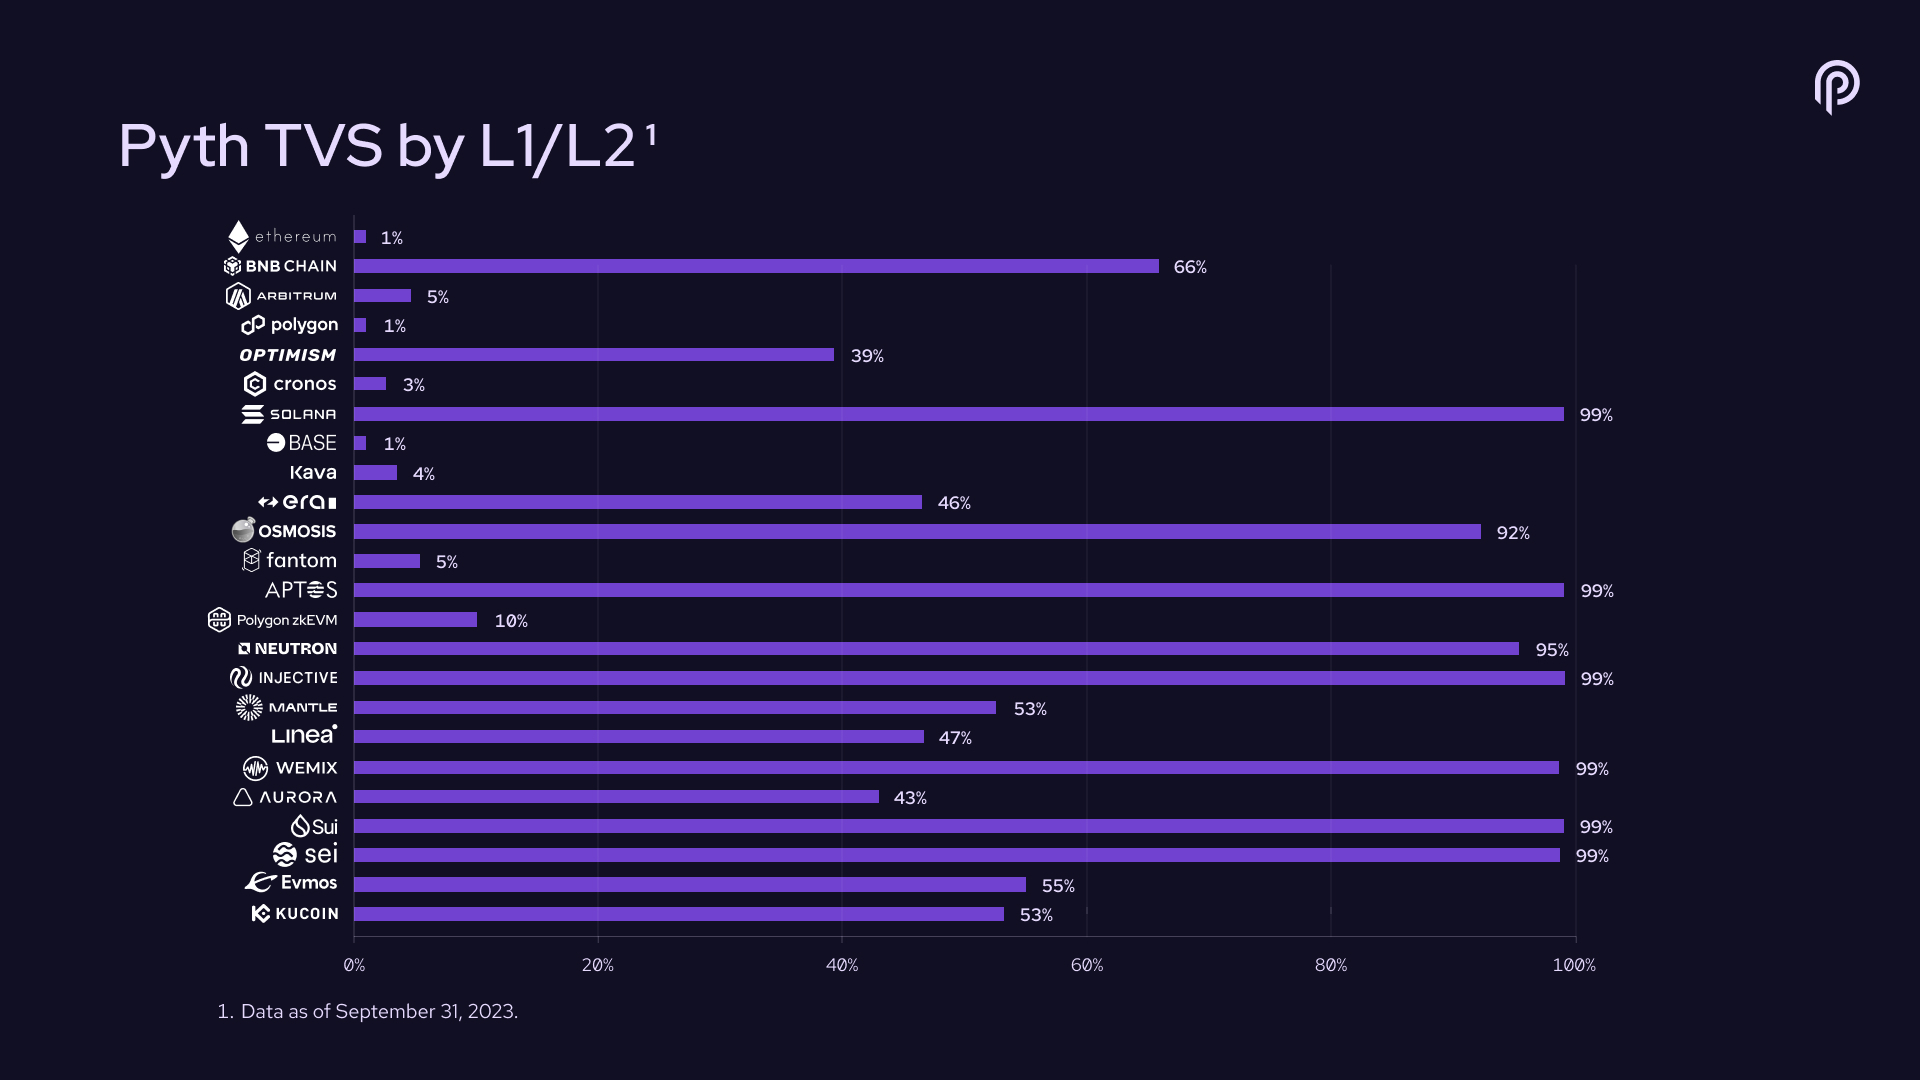 Pyth TVS by L1/L2 ¹
ethereum 1%
BNB CHAIN 66%
ARBITRUM 5%
polygon 1%
OPTIMISM 39%
cronos 3%
SOLANA 99%
BASE 1%
Kava 4%
era 46%
OSMOSIS 92%
fantom 5%
APTOS 99%
Polygon zkEVM 10%
NEUTRON 95%
INJECTIVE 99%
MANTLE 53%
Linea 47%
WEMIX 99%
AURORA 43%
Sui 99%
sei 99%
Evmos 55%
KUCOIN 53%
0% 20% 40% 60% 80% 100%
1. Data as of September 31, 2023.